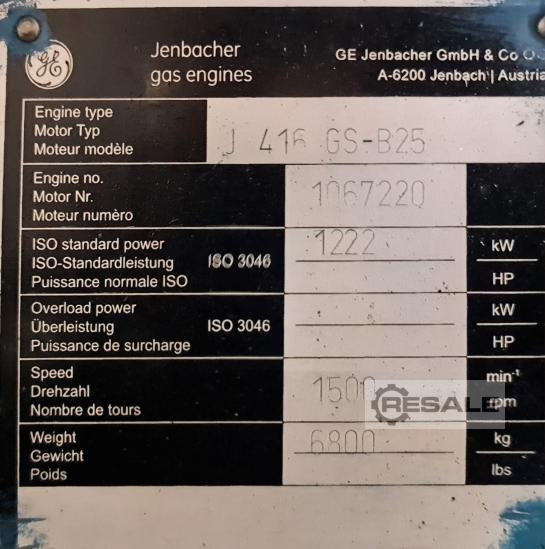 GE
Jenbacher
gas engines
GE Jenbacher GmbH & Co O
A-6200 Jenbach | Austria
Engine type
Motor Typ
Moteur modèle
J 416 GS-B25
Engine no.
Motor Nr.
Moteur numèro
1067220
ISO standard power
ISO-Standardleistung
Puissance normale ISO
ISO 3046
1222
kW
HP
Overload power
Überleistung
Puissance de surcharge
ISO 3046
kW
HP
Speed
Drehzahl
Nombre de tours
1500
min-¹
rpm
RESALE
Weight
Gewicht
Poids
6800
kg
lbs